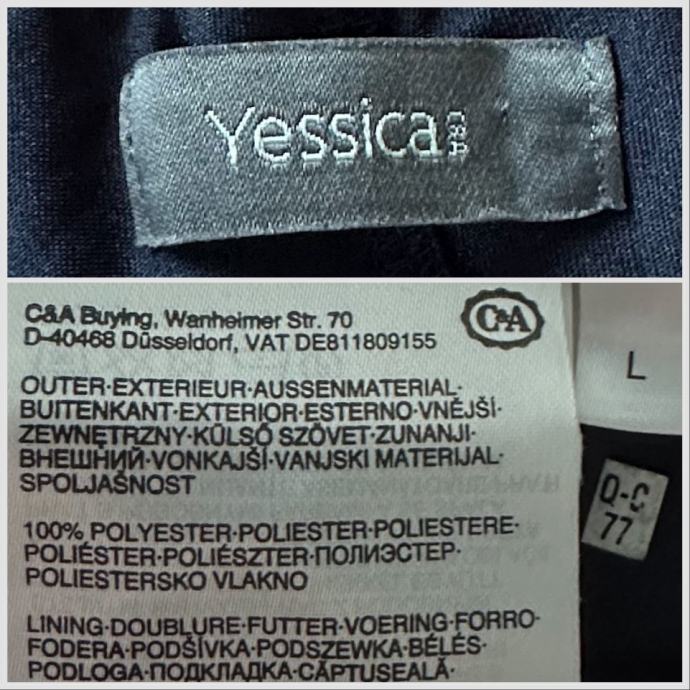 Yessica C&A
C&A Buying, Wanheimer Str. 70
D-40468 Düsseldorf, VAT DE811809155
C&A
OUTER·EXTERIEUR·AUSSENMATERIAL·
BUITENKANT·EXTERIOR·ESTERNO·VNĚJŠÍ·
ZEWNĘTRZNY·KÜLSŐ SZÖVET·ZUNANJI·
ВНЕШНИЙ·VONKAJŠÍ·VANJSKI MATERIJAL·
SPOLJAŠNOST
100% POLYESTER·POLIESTER·POLIESTERE·
POLIÉSTER·POLIÉSZTER·ПОЛИЭСТЕР·
POLIESTERSKO VLAKNO
LINING·DOUBLURE·FUTTER·VOERING·FORRO·
FODERA·PODŠÍVKA·PODSZEWKA·BÉLÉS·
PODLOGA·ПОДКЛАДКА·CĂPTUSEALĂ·
L
Q-C
77